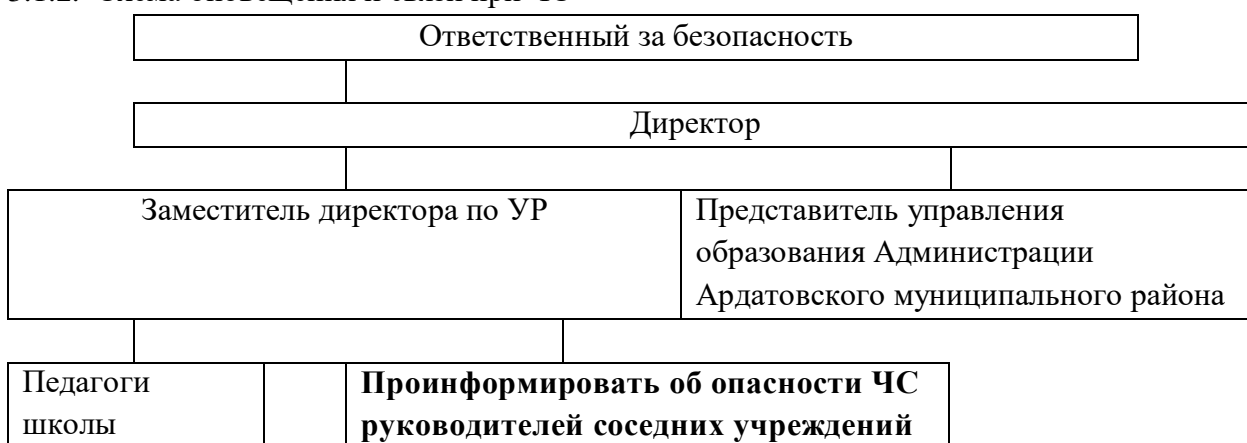 Ответственный за безопасность
Директор
Заместитель директора по УР
Представитель управления
образования Администрации
Ардатовского муниципального района
Педагоги
школы
Проинформировать об опасности ЧС
руководителей соседних учреждений